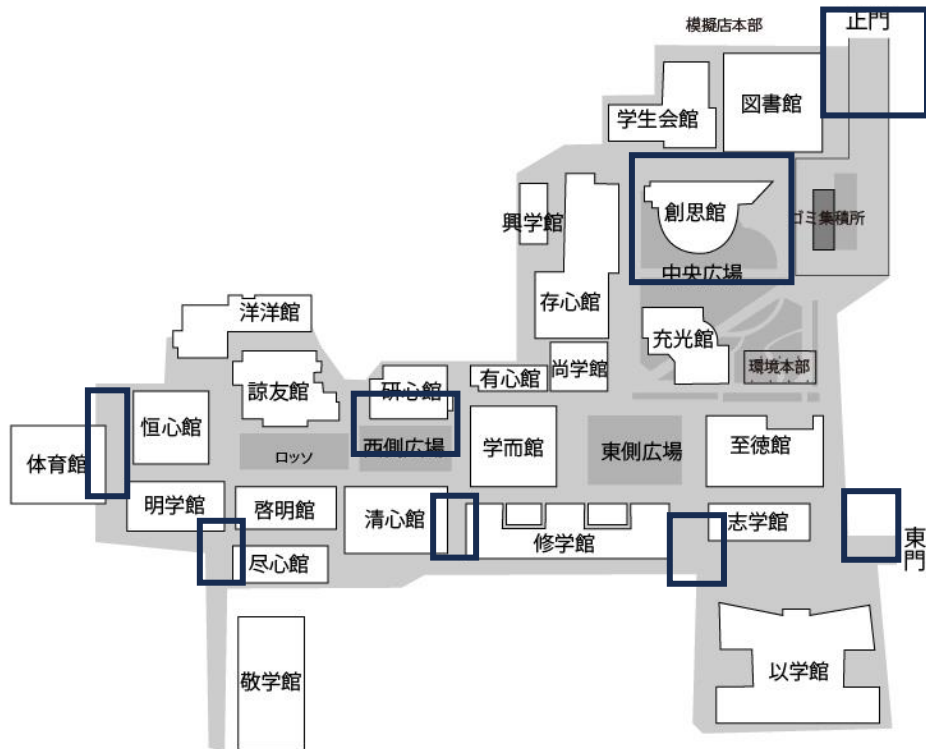 模擬店本部
正門
図書館
学生会館
創思館
興学館
ゴミ集積所
中央広場
存心館
洋洋館
充光館
尚学館
環境本部
諒友館
研心館
有心館
恒心館
西側広場
学而館
東側広場
至徳館
体育館
ロッソ
明学館
啓明館
清心館
修学館
志学館
東門
尽心館
以学館
敬学館